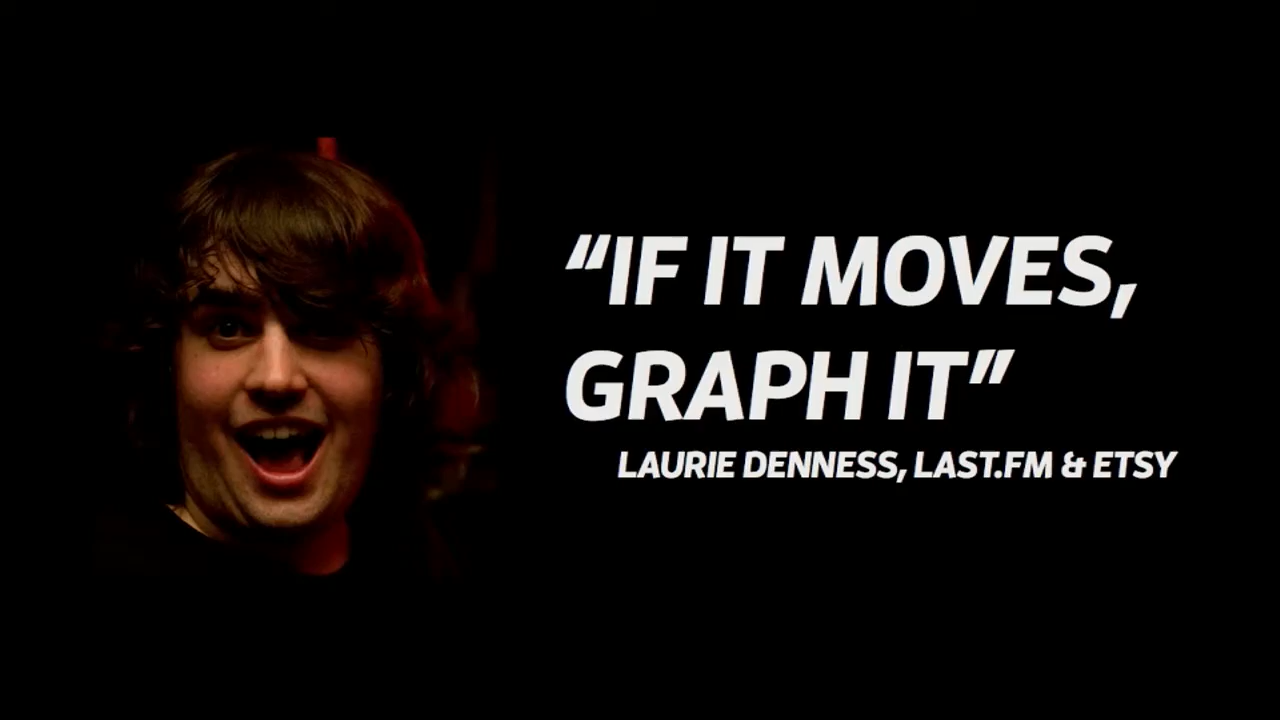 “IF IT MOVES,
GRAPH IT”
LAURIE DENNESS, LAST.FM & ETSY